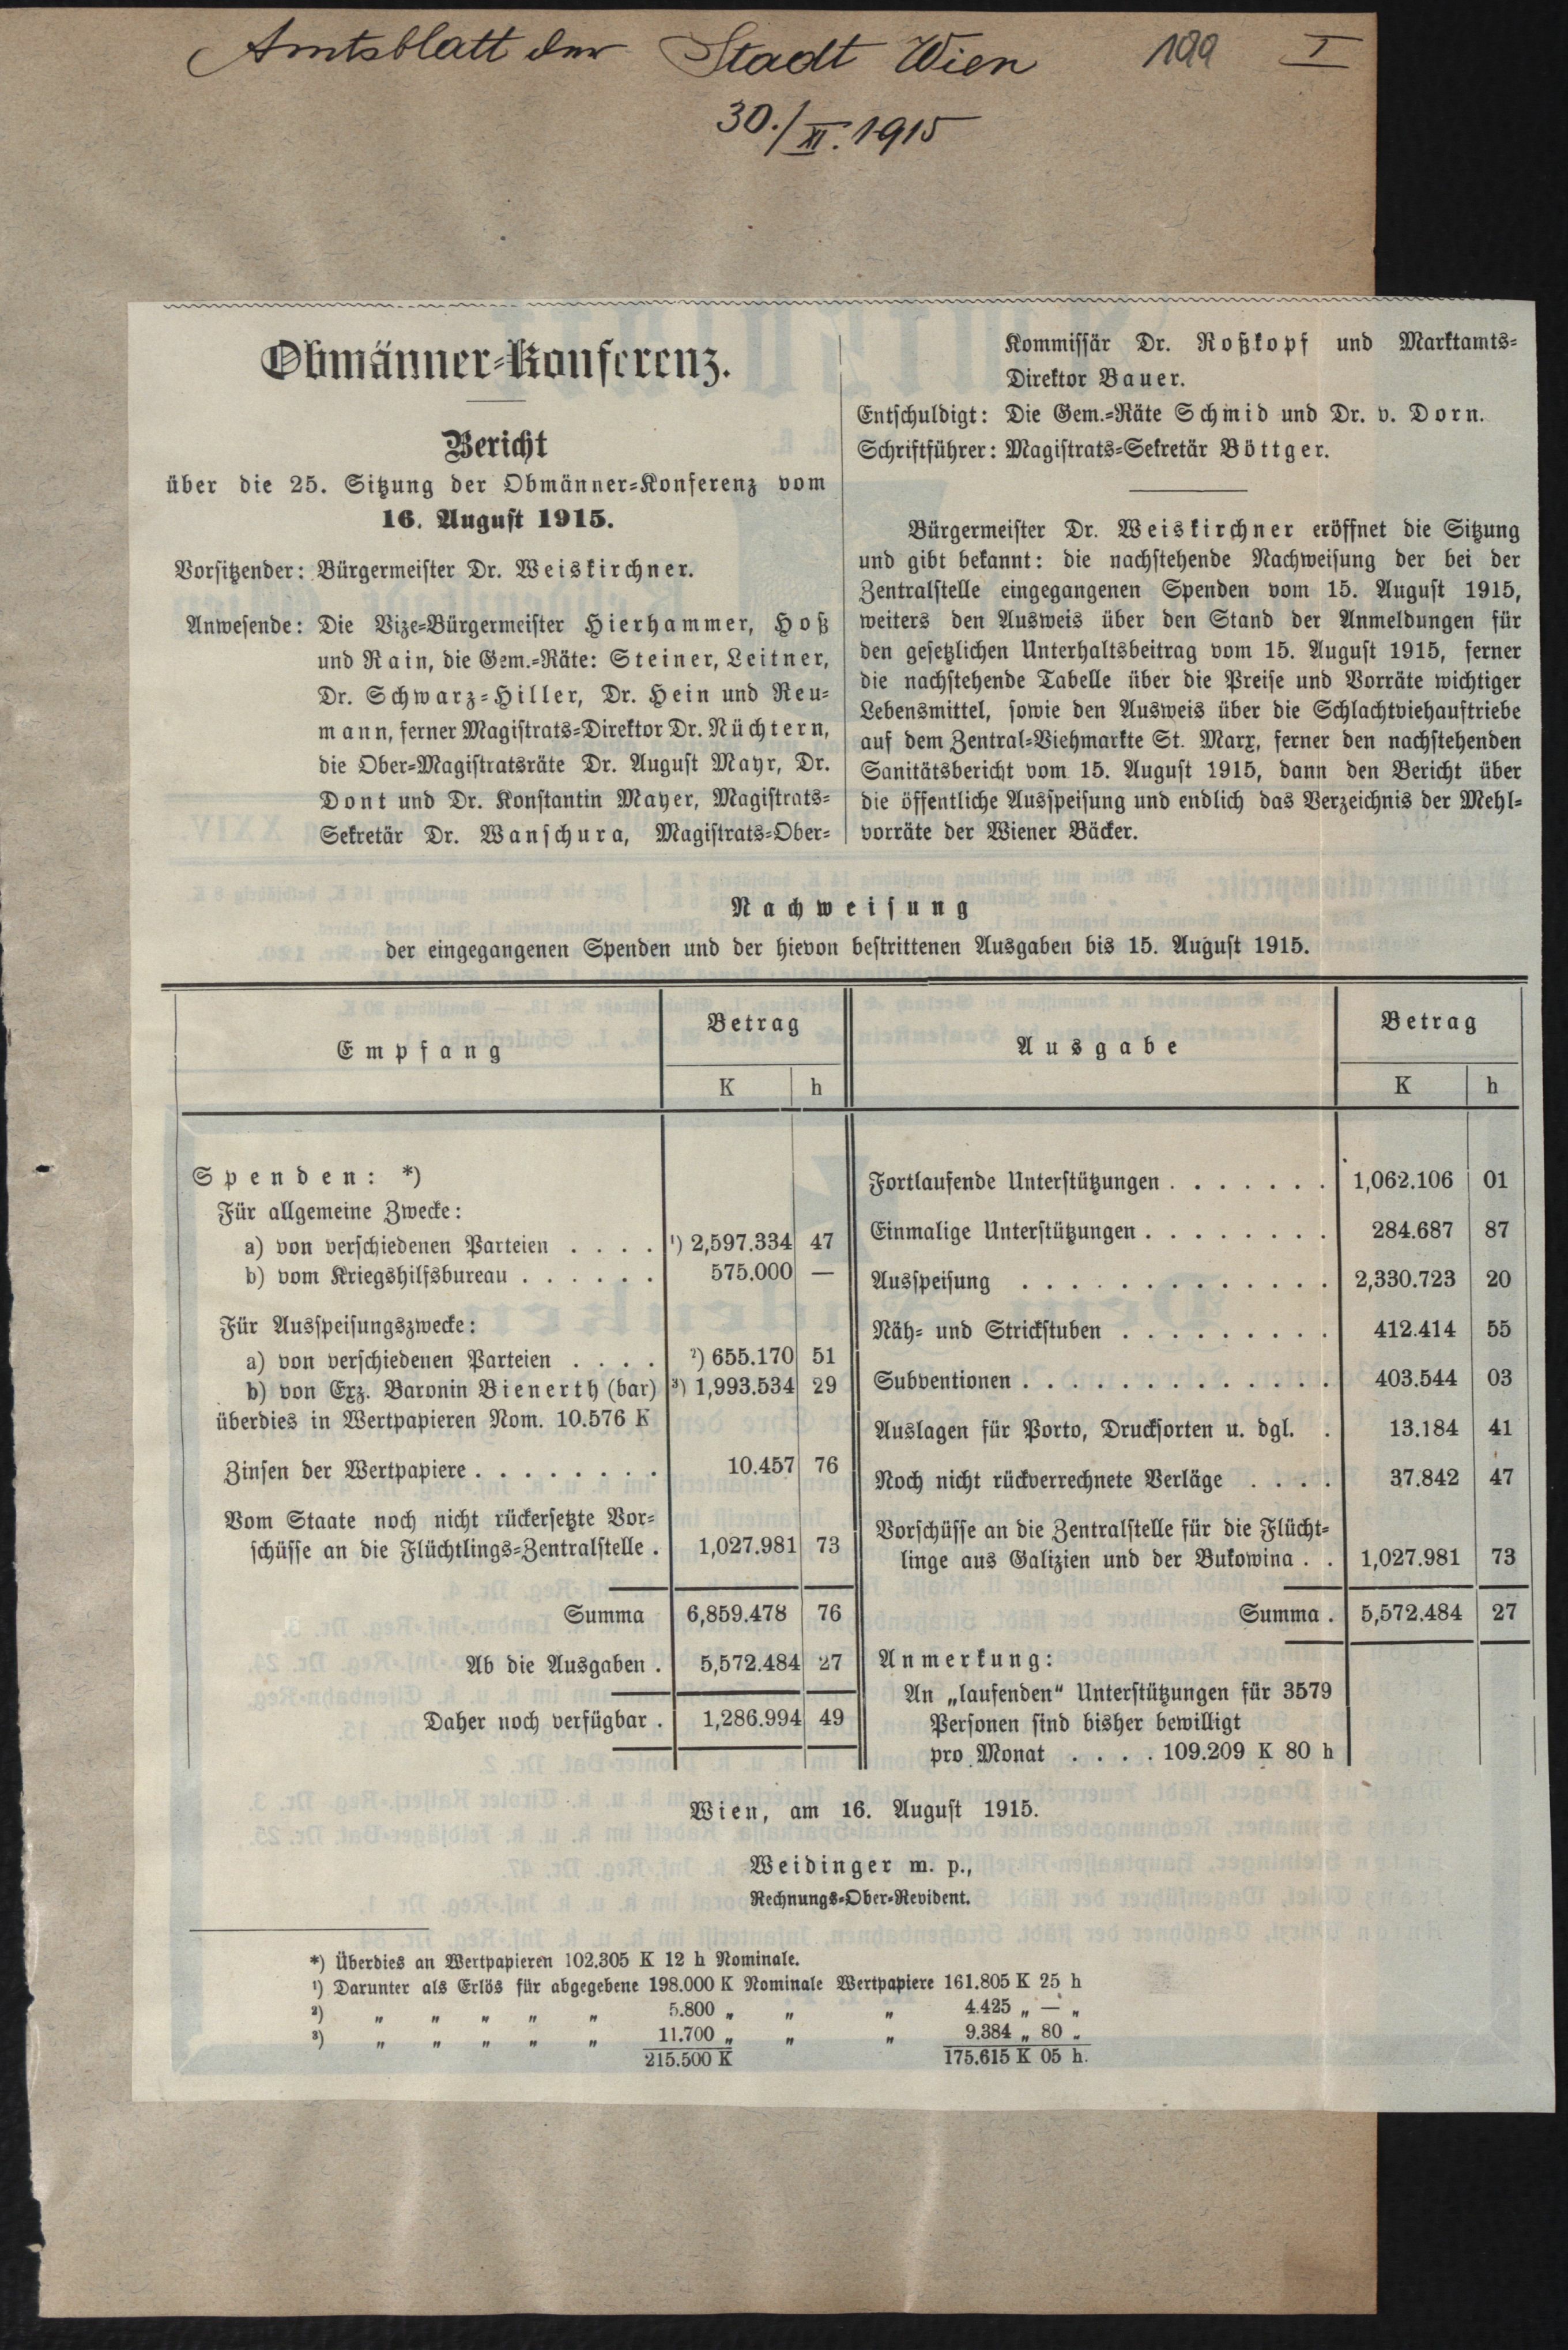 Amtsblatt der Stadt Wien 199 I
30./XI. 1915
Obmänner-Konferenz.
Bericht
über die 25. Sitzung der Obmänner-Konferenz vom
16. August 1915.
Vorsitzender: Bürgermeister Dr. Weiskirchner.
Anwesende: Die Vize-Bürgermeister Hierhammer, Hoß
und Rain, die Gem.-Räte: Steiner, Leitner,
Dr. Schwarz-Hiller, Dr. Hein und Reu-
mann, ferner Magistrats-Direktor Dr. Nüchtern,
die Ober-Magistratsräte Dr. August Mayr, Dr.
Dont und Dr. Konstantin Mayer, Magistrats-
Sekretär Dr. Wanschura, Magistrats-Ober-
Kommissär Dr. Roßkopf und Marktamts-
Direktor Bauer.
Entschuldigt: Die Gem.-Räte Schmid und Dr. v. Dorn.
Schriftführer: Magistrats-Sekretär Böttger.
Bürgermeister Dr. Weiskirchner eröffnet die Sitzung
und gibt bekannt: die nachstehende Nachweisung der bei der
Zentralstelle eingegangenen Spenden vom 15. August 1915,
weiters den Ausweis über den Stand der Anmeldungen für
den gesetzlichen Unterhaltsbeitrag vom 15. August 1915, ferner
die nachstehende Tabelle über die Preise und Vorräte wichtiger
Lebensmittel, sowie den Ausweis über die Schlachtviehauftriebe
auf dem Zentral-Viehmarkte St. Marx, ferner den nachstehenden
Sanitätsbericht vom 15. August 1915, dann den Bericht über
die öffentliche Ausspeisung und endlich das Verzeichnis der Mehl-
vorräte der Wiener Bäcker.
Nachweisung
der eingegangenen Spenden und der hievon bestrittenen Ausgaben bis 15. August 1915.
Empfang
Betrag
K h
Spenden: *)
Für allgemeine Zwecke:
a) von verschiedenen Parteien . . . . ¹) 2,597.334 47
b) vom Kriegshilfsbureau . . . . . . 575.000 —
Für Ausspeisungszwecke:
a) von verschiedenen Parteien . . . . ²) 655.170 51
b) von Exz. Baronin Bienerth (bar) ³) 1,993.534 29
überdies in Wertpapieren Nom. 10.576 K
Zinsen der Wertpapiere . . . . . . . . 10.457 76
Vom Staate noch nicht rückersetzte Vor-
schüsse an die Flüchtlings-Zentralstelle . 1,027.981 73
Summa 6,859.478 76
Ab die Ausgaben . 5,572.484 27
Daher noch verfügbar . 1,286.994 49
Ausgabe
Betrag
K h
Fortlaufende Unterstützungen . . . . . . . 1,062.106 01
Einmalige Unterstützungen . . . . . . . . 284.687 87
Ausspeisung . . . . . . . . . . . . . 2,330.723 20
Näh- und Strickstuben . . . . . . . . . 412.414 55
Subventionen . . . . . . . . . . . . . 403.544 03
Auslagen für Porto, Drucksorten u. dgl. . 13.184 41
Noch nicht rückverrechnete Verläge . . . . 37.842 47
Vorschüsse an die Zentralstelle für die Flücht-
linge aus Galizien und der Bukowina . . 1,027.981 73
Summa . 5,572.484 27
Anmerkung:
An „laufenden“ Unterstützungen für 3579
Personen sind bisher bewilligt
pro Monat . . . . 109.209 K 80 h
Wien, am 16. August 1915.
Weidinger m. p.,
Rechnungs-Ober-Revident.
*) Überdies an Wertpapieren 102.305 K 12 h Nominale.
¹) Darunter als Erlös für abgegebene 198.000 K Nominale Wertpapiere 161.805 K 25 h
²) „ „ „ „ „ 5.800 „ „ „ 4.425 „ — „
³) „ „ „ „ „ 11.700 „ „ „ 9.384 „ 80 „
215.500 K 175.615 K 05 h.